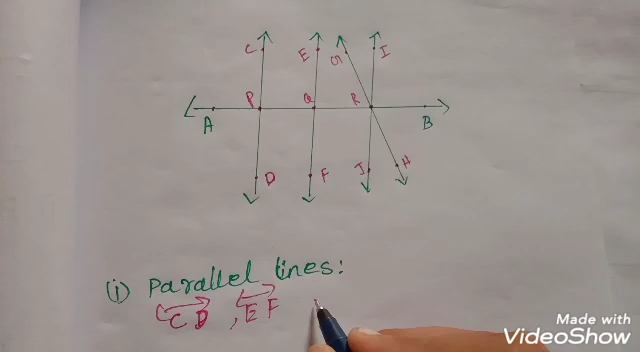 C E G I
P Q R
A B
D F J H
(i) Parallel lines:
CD, EF
Made with
VideoShow